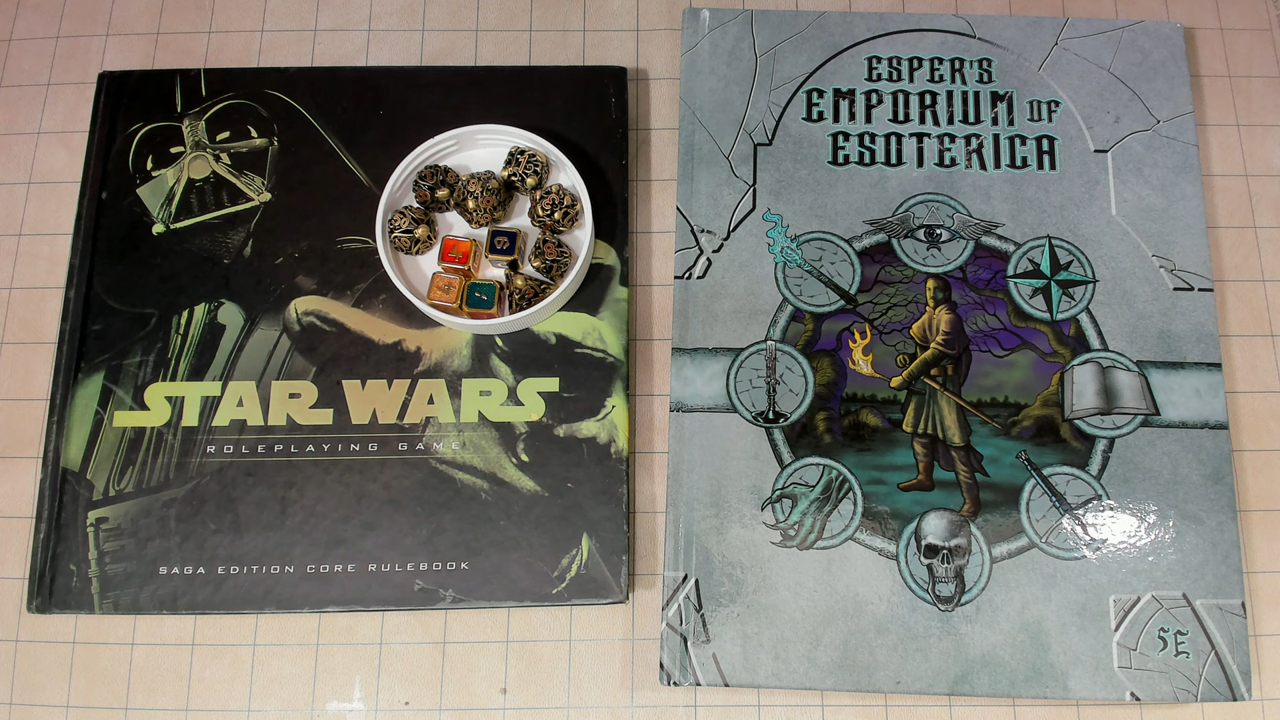 STAR WARS
ROLEPLAYING GAME
SAGA EDITION CORE RULEBOOK
ESPER'S
EMPORIUM OF
ESOTERICA
5E